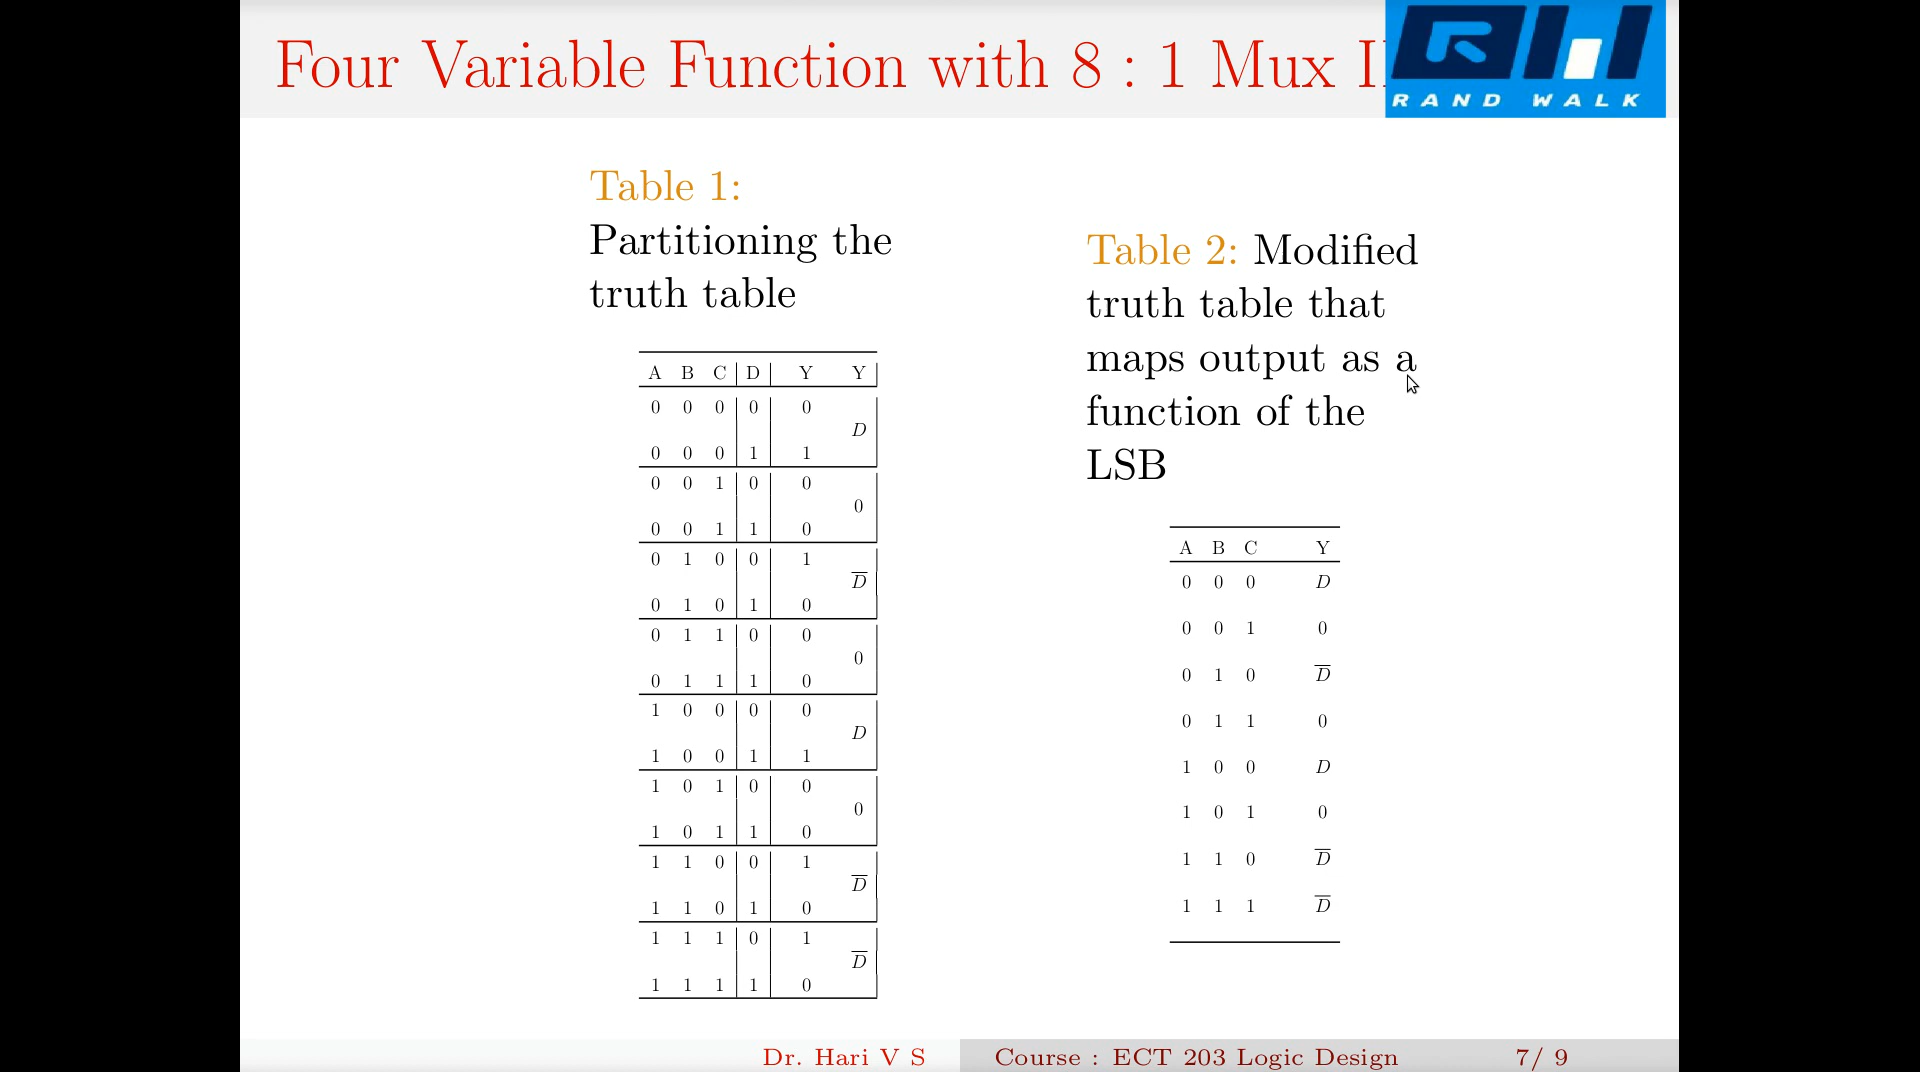 Four Variable Function with 8 : 1 Mux I
RAND WALK
Table 1:
Partitioning the
truth table
A B C D Y Y
0 0 0 0 0
D
0 0 0 1 1
0 0 1 0 0
0
0 0 1 1 0
0 1 0 0 1
D̅
0 1 0 1 0
0 1 1 0 0
0
0 1 1 1 0
1 0 0 0 0
D
1 0 0 1 1
1 0 1 0 0
0
1 0 1 1 0
1 1 0 0 1
D̅
1 1 0 1 0
1 1 1 0 1
D̅
1 1 1 1 0
Table 2: Modified
truth table that
maps output as a
function of the
LSB
A B C Y
0 0 0 D
0 0 1 0
0 1 0 D̅
0 1 1 0
1 0 0 D
1 0 1 0
1 1 0 D̅
1 1 1 D̅
Dr. Hari V S Course : ECT 203 Logic Design 7/ 9